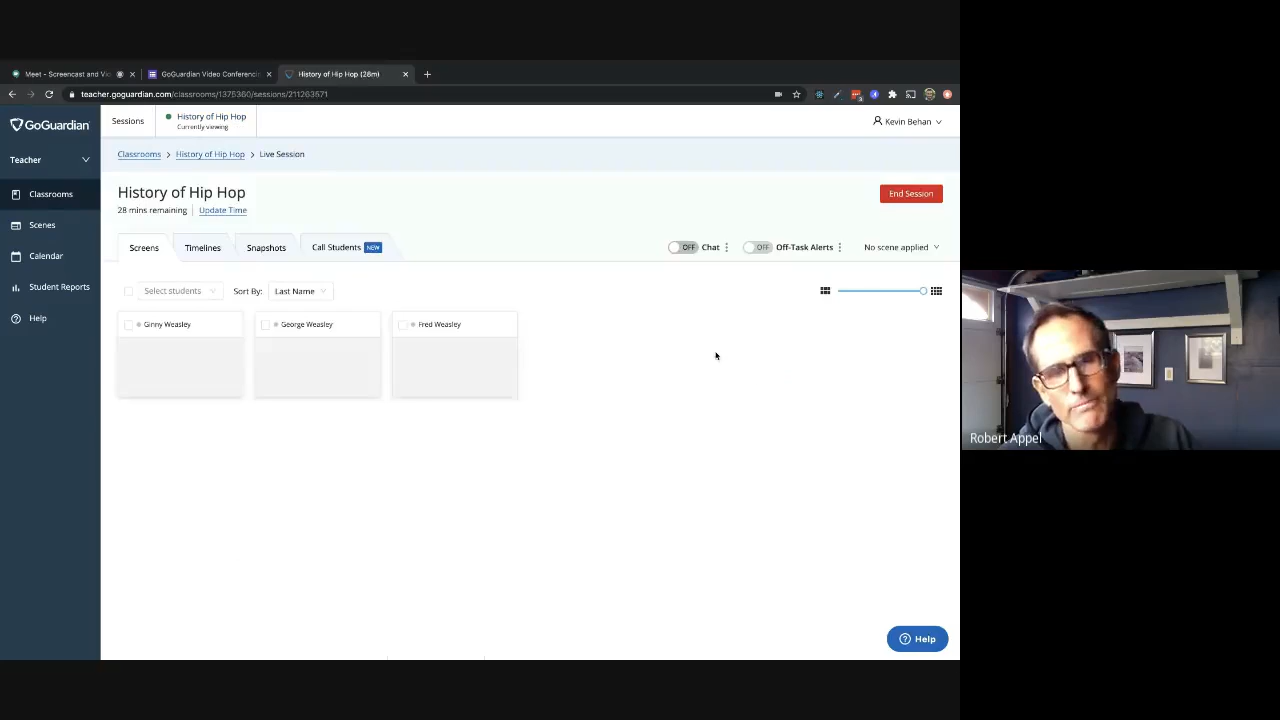 Meet - Screencast and Vi
GoGuardian Video Conferencin
History of Hip Hop (28m)
teacher.goguardian.com/classrooms/1375360/sessions/211263571
GoGuardian
Sessions
History of Hip Hop
Currently viewing
Kevin Behan
Teacher
Classrooms
Scenes
Calendar
Student Reports
Help
Classrooms > History of Hip Hop > Live Session
History of Hip Hop
28 mins remaining | Update Time
End Session
Screens
Timelines
Snapshots
Call Students NEW
OFF Chat
OFF Off-Task Alerts
No scene applied
Select students
Sort By: Last Name
Ginny Weasley
George Weasley
Fred Weasley
Help
Robert Appel